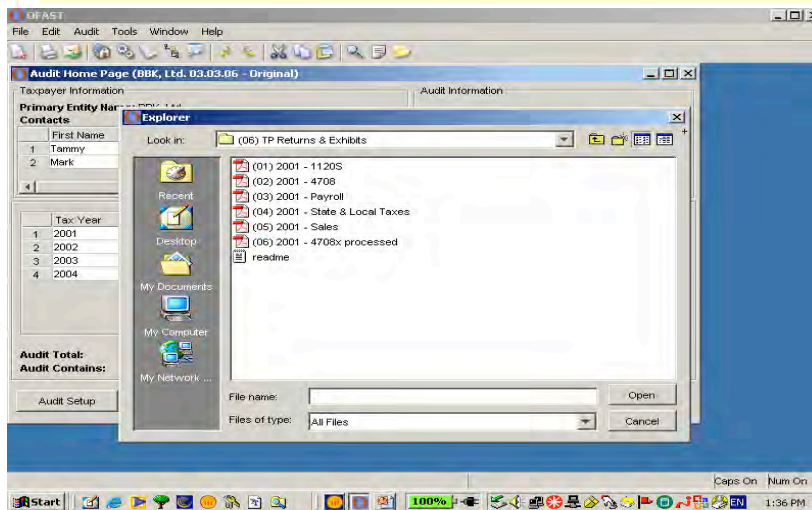 OFAST
File Edit Audit Tools Window Help
Audit Home Page (BBK, Ltd. 03.03.06 - Original)
Taxpayer Information
Audit Information
Primary Entity
Contacts
First Name
1 Tammy
2 Mark
Explorer
Look in: (06) TP Returns & Exhibits
Recent
Desktop
My Documents
My Computer
My Network ...
(01) 2001 - 1120S
(02) 2001 - 4708
(03) 2001 - Payroll
(04) 2001 - State & Local Taxes
(05) 2001 - Sales
(06) 2001 - 4708x processed
readme
Tax Year
1 2001
2 2002
3 2003
4 2004
Audit Total:
Audit Contains:
Audit Setup
File name:
Open
Files of type: All Files
Cancel
Caps On Num On
Start
100%
EN
1:36 PM